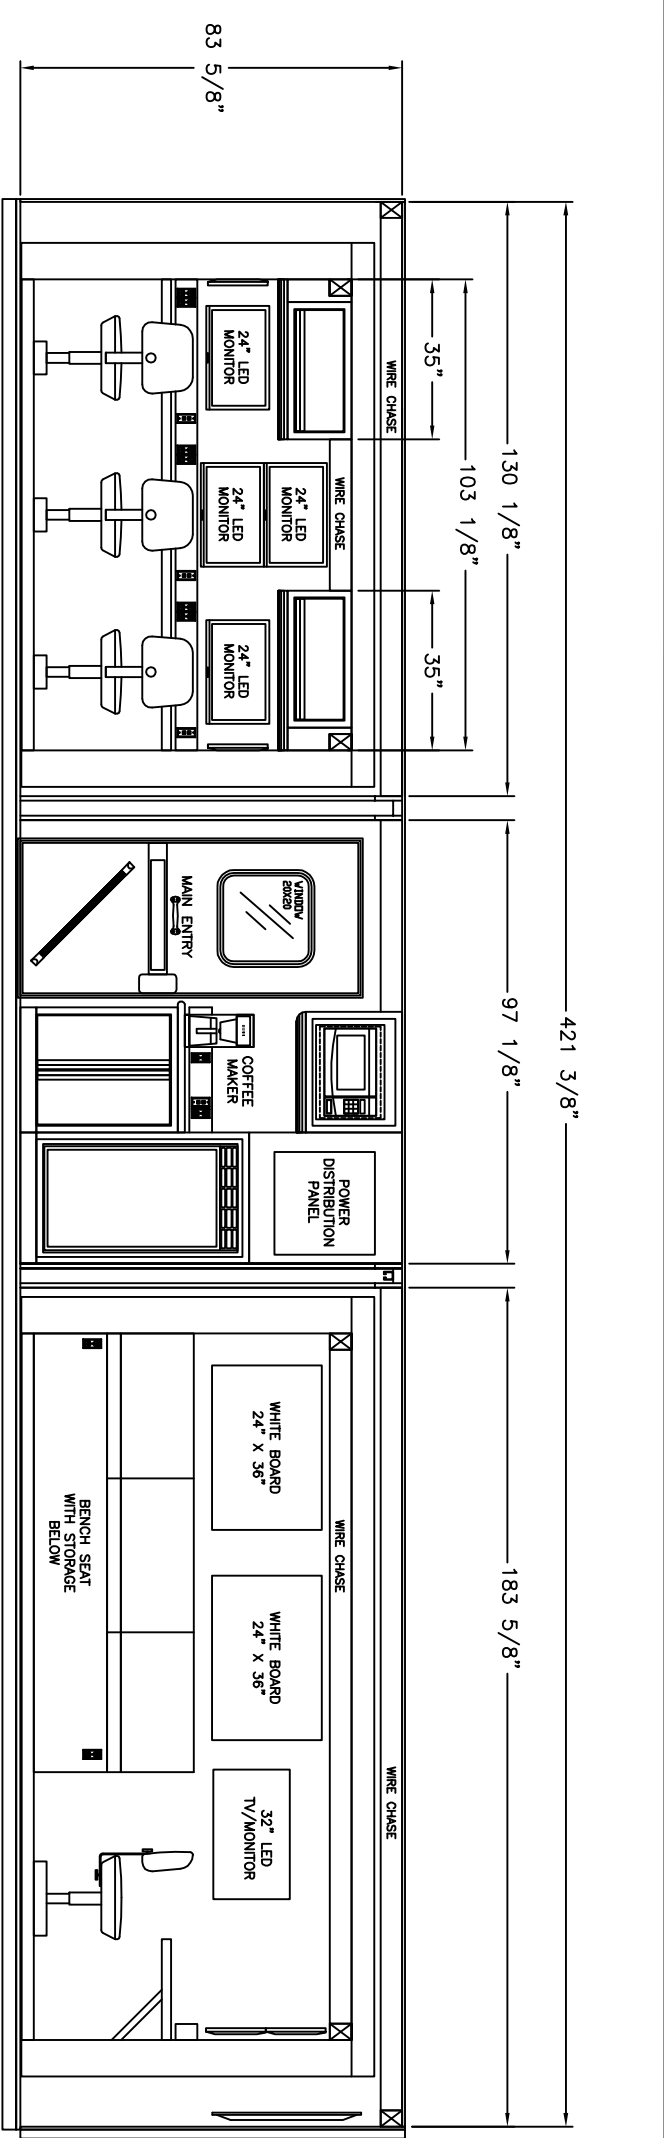 421 3/8"
130 1/8"
97 1/8"
183 5/8"
103 1/8"
35"
35"
83 5/8"
WIRE CHASE
WIRE CHASE
WIRE CHASE
WIRE CHASE
24" LED
MONITOR
24" LED
MONITOR
24" LED
MONITOR
24" LED
MONITOR
WINDOW
20X20
MAIN ENTRY
COFFEE
MAKER
POWER
DISTRIBUTION
PANEL
WHITE BOARD
24" X 36"
WHITE BOARD
24" X 36"
32" LED
TV/MONITOR
BENCH SEAT
WITH STORAGE
BELOW